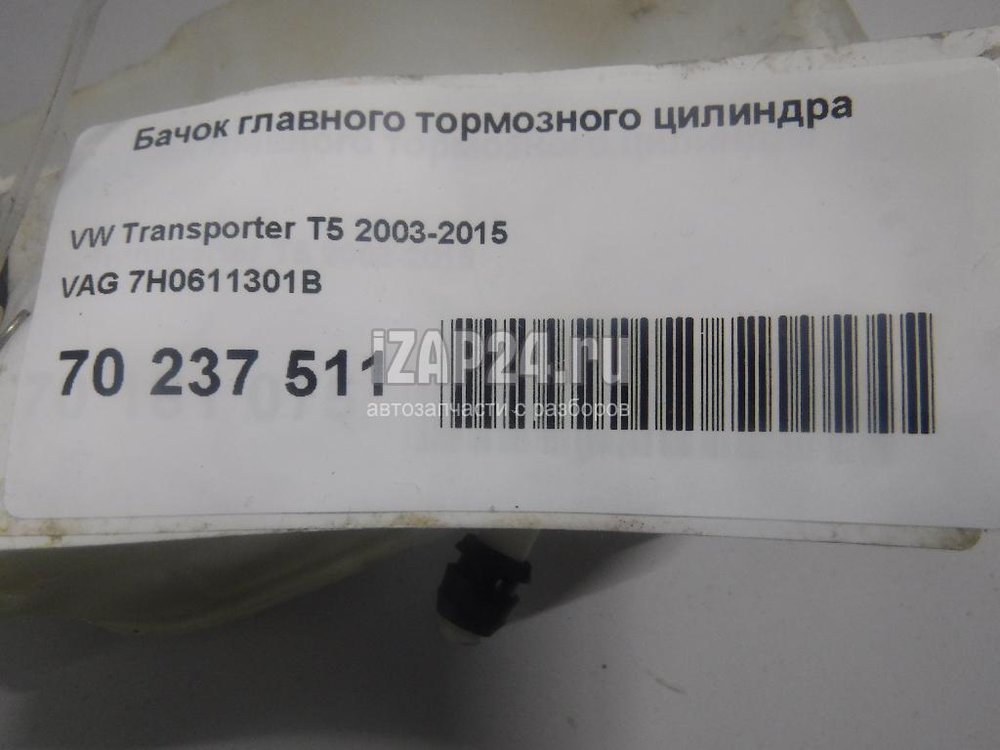 Бачок главного тормозного цилиндра
VW Transporter T5 2003-2015
VAG 7H0611301B
70 237 511
iZAP24.ru
автозапчасти с разборов